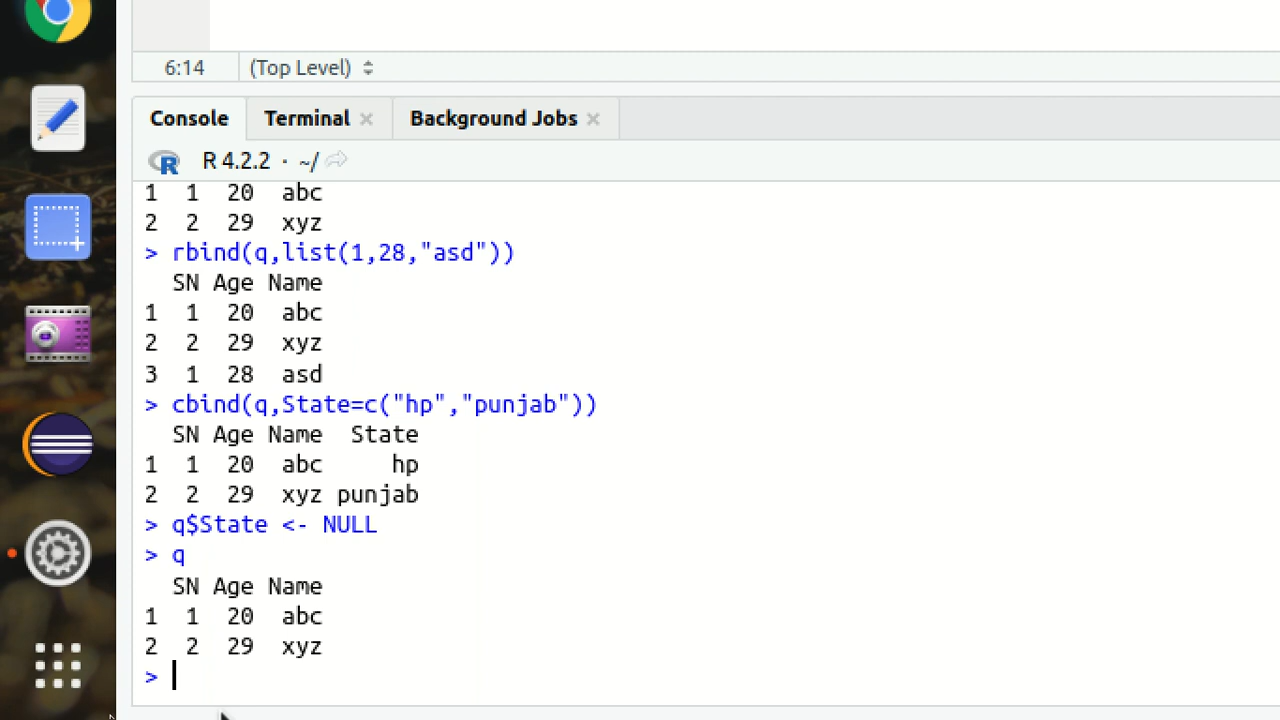 6:14 (Top Level)
Console Terminal Background Jobs
R R 4.2.2 · ~/
1  1  20  abc
2  2  29  xyz
> rbind(q,list(1,28,"asd"))
  SN Age Name
1  1  20  abc
2  2  29  xyz
3  1  28  asd
> cbind(q,State=c("hp","punjab"))
  SN Age Name  State
1  1  20  abc     hp
2  2  29  xyz punjab
> q$State <- NULL
> q
  SN Age Name
1  1  20  abc
2  2  29  xyz
>